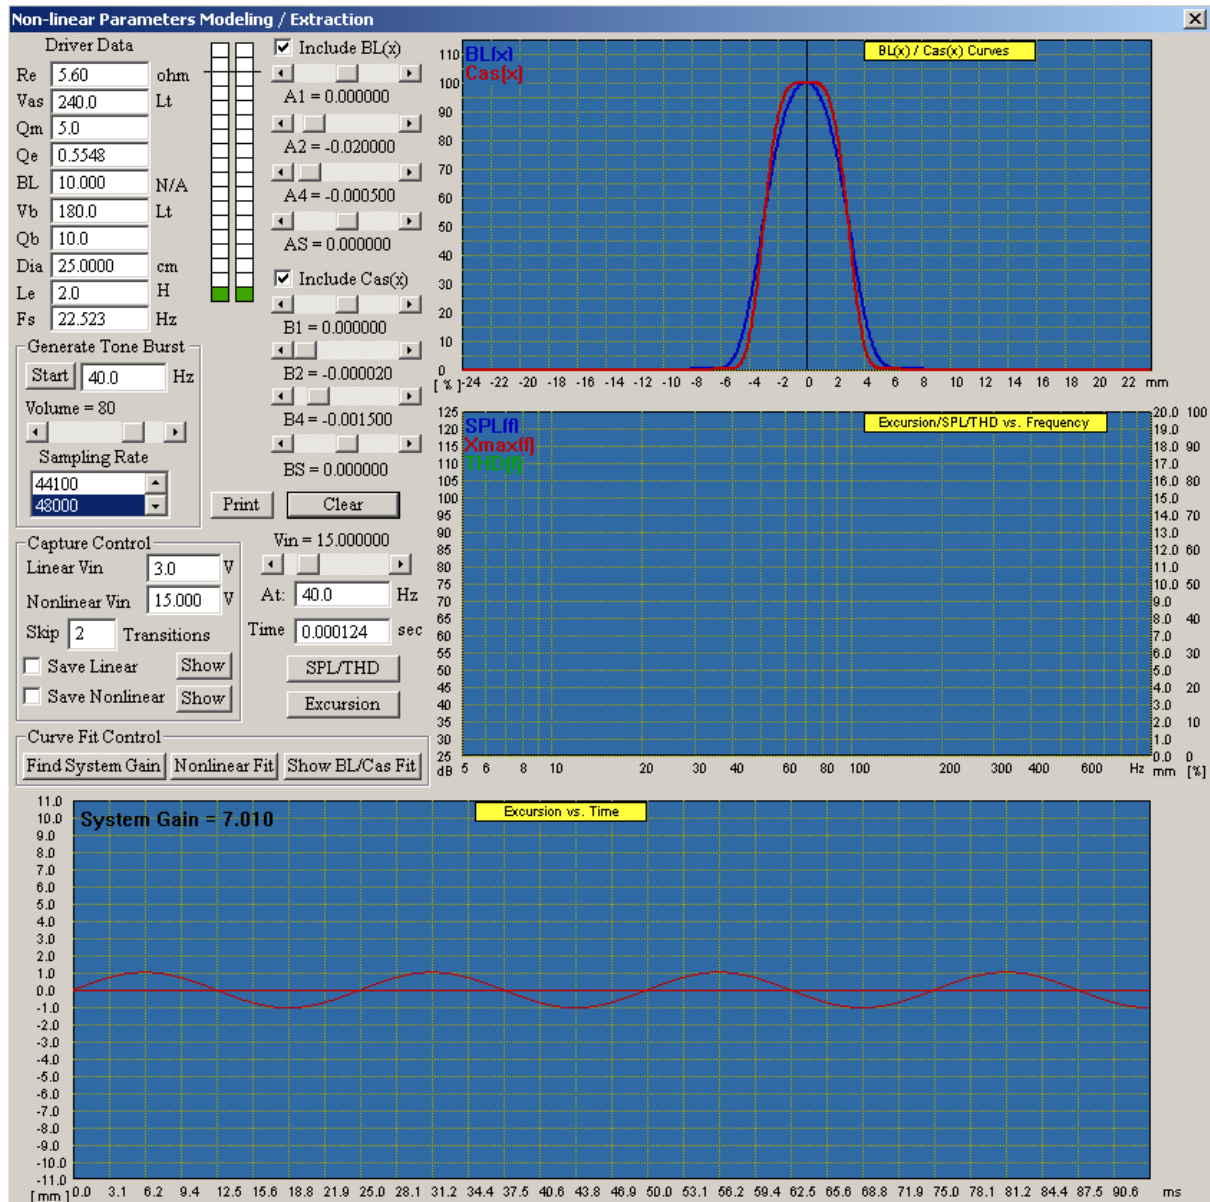 Non-linear Parameters Modeling / Extraction
Driver Data
Re 5.60 ohm
Vas 240.0 Lt
Qm 5.0
Qe 0.5548
BL 10.000 N/A
Vb 180.0 Lt
Qb 10.0
Dia 25.0000 cm
Le 2.0 H
Fs 22.523 Hz
Generate Tone Burst
Start 40.0 Hz
Volume = 80
Sampling Rate
44100
48000
Include BL(x)
A1 = 0.000000
A2 = -0.020000
A4 = -0.000500
AS = 0.000000
Include Cas(x)
B1 = 0.000000
B2 = -0.000020
B4 = -0.001500
BS = 0.000000
Print Clear
Capture Control
Linear Vin 3.0 V
Nonlinear Vin 15.000 V
Skip 2 Transitions
Save Linear Show
Save Nonlinear Show
Vin = 15.000000
At: 40.0 Hz
Time 0.000124 sec
SPL/THD
Excursion
Curve Fit Control
Find System Gain Nonlinear Fit Show BL/Cas Fit
BL(x) / Cas(x) Curves
BL(x)
Cas(x)
110
100
90
80
70
60
50
40
30
20
10
0
[ % ] -24 -22 -20 -18 -16 -14 -12 -10 -8 -6 -4 -2 0 2 4 6 8 10 12 14 16 18 20 22 mm
Excursion/SPL/THD vs. Frequency
SPL(f)
Xmax(f)
THD(f)
125
120
115
110
105
100
95
90
85
80
75
70
65
60
55
50
45
40
35
30
25
20.0 100
19.0
18.0 90
17.0
16.0 80
15.0
14.0 70
13.0
12.0 60
11.0
10.0 50
9.0
8.0 40
7.0
6.0 30
5.0
4.0 20
3.0
2.0 10
1.0
0.0 0
dB 5 6 8 10 20 30 40 60 80 100 200 300 400 600 Hz mm [%]
Excursion vs. Time
System Gain = 7.010
11.0
10.0
9.0
8.0
7.0
6.0
5.0
4.0
3.0
2.0
1.0
0.0
-1.0
-2.0
-3.0
-4.0
-5.0
-6.0
-7.0
-8.0
-9.0
-10.0
-11.0
[ mm ] 0.0 3.1 6.2 9.4 12.5 15.6 18.8 21.9 25.0 28.1 31.2 34.4 37.5 40.6 43.8 46.9 50.0 53.1 56.2 59.4 62.5 65.6 68.8 71.9 75.0 78.1 81.2 84.4 87.5 90.6 ms